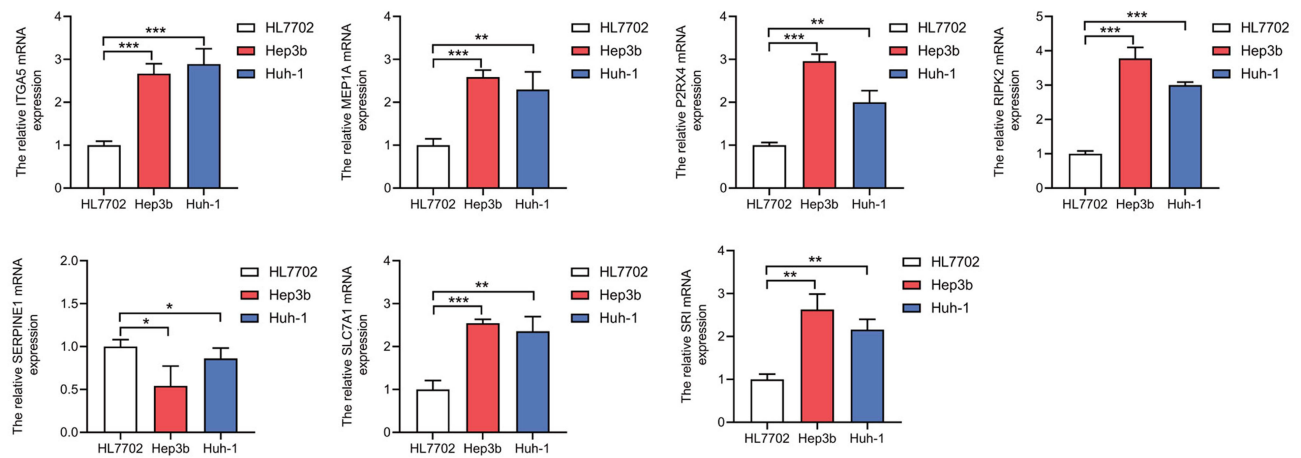 The relative ITGA5 mRNA
expression
4
3
2
1
0
***
***
HL7702
Hep3b
Huh-1
HL7702
Hep3b
Huh-1
The relative MEP1A mRNA
expression
4
3
2
1
0
**
***
HL7702
Hep3b
Huh-1
HL7702
Hep3b
Huh-1
The relative P2RX4 mRNA
expression
4
3
2
1
0
**
***
HL7702
Hep3b
Huh-1
HL7702
Hep3b
Huh-1
The relative RIPK2 mRNA
expression
5
4
3
2
1
0
***
***
HL7702
Hep3b
Huh-1
HL7702
Hep3b
Huh-1
The relative SERPINE1 mRNA
expression
2.0
1.5
1.0
0.5
0.0
*
*
HL7702
Hep3b
Huh-1
HL7702
Hep3b
Huh-1
The relative SLC7A1 mRNA
expression
4
3
2
1
0
**
***
HL7702
Hep3b
Huh-1
HL7702
Hep3b
Huh-1
The relative SRI mRNA
expression
4
3
2
1
0
**
**
HL7702
Hep3b
Huh-1
HL7702
Hep3b
Huh-1